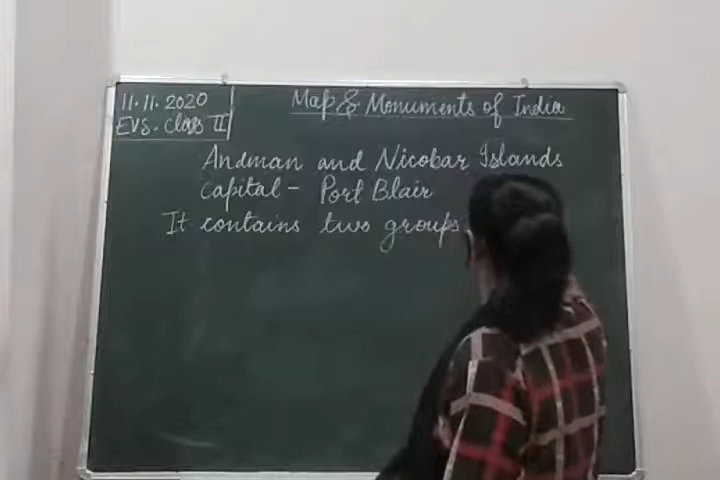 11.11.2020
EVS. Class II
Map & Monuments of India
Andman and Nicobar Islands
Capital - Port Blair
It contains two groups